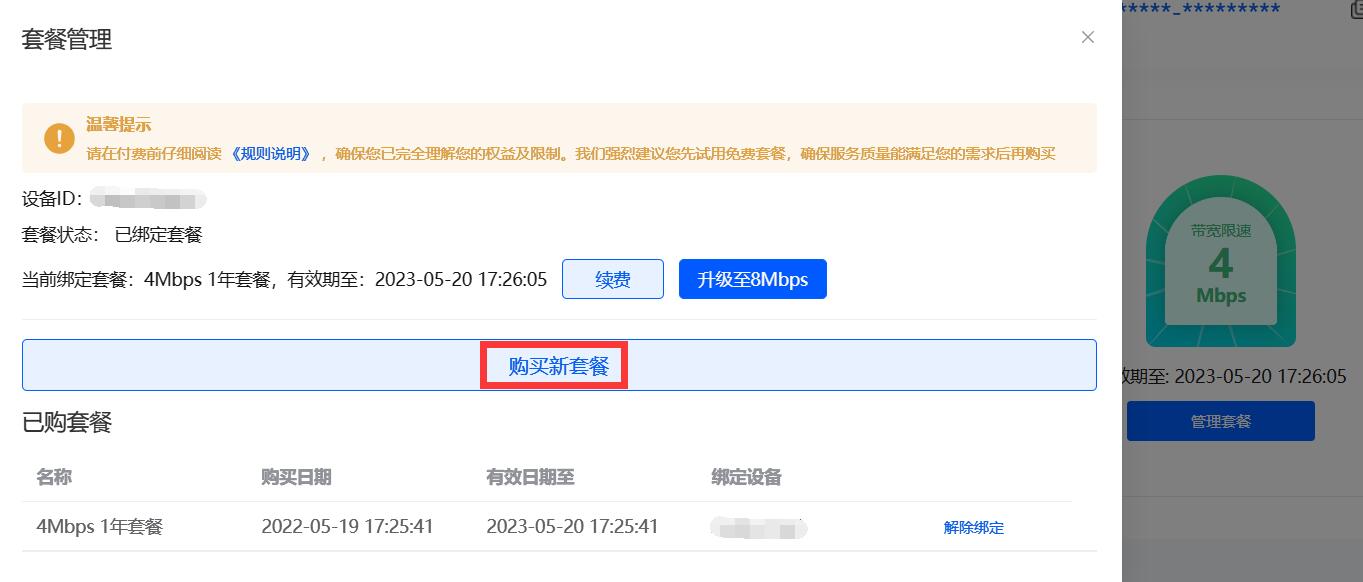 *****_*********
套餐管理
温馨提示
请在付费前仔细阅读《规则说明》，确保您已完全理解您的权益及限制。我们强烈建议您先试用免费套餐，确保服务质量能满足您的需求后再购买
设备ID：
套餐状态： 已绑定套餐
当前绑定套餐：4Mbps 1年套餐，有效期至：2023-05-20 17:26:05 续费 升级至8Mbps
购买新套餐
已购套餐
名称 购买日期 有效日期至 绑定设备
4Mbps 1年套餐 2022-05-19 17:25:41 2023-05-20 17:25:41 解除绑定
带宽限速
4
Mbps
期至: 2023-05-20 17:26:05
管理套餐